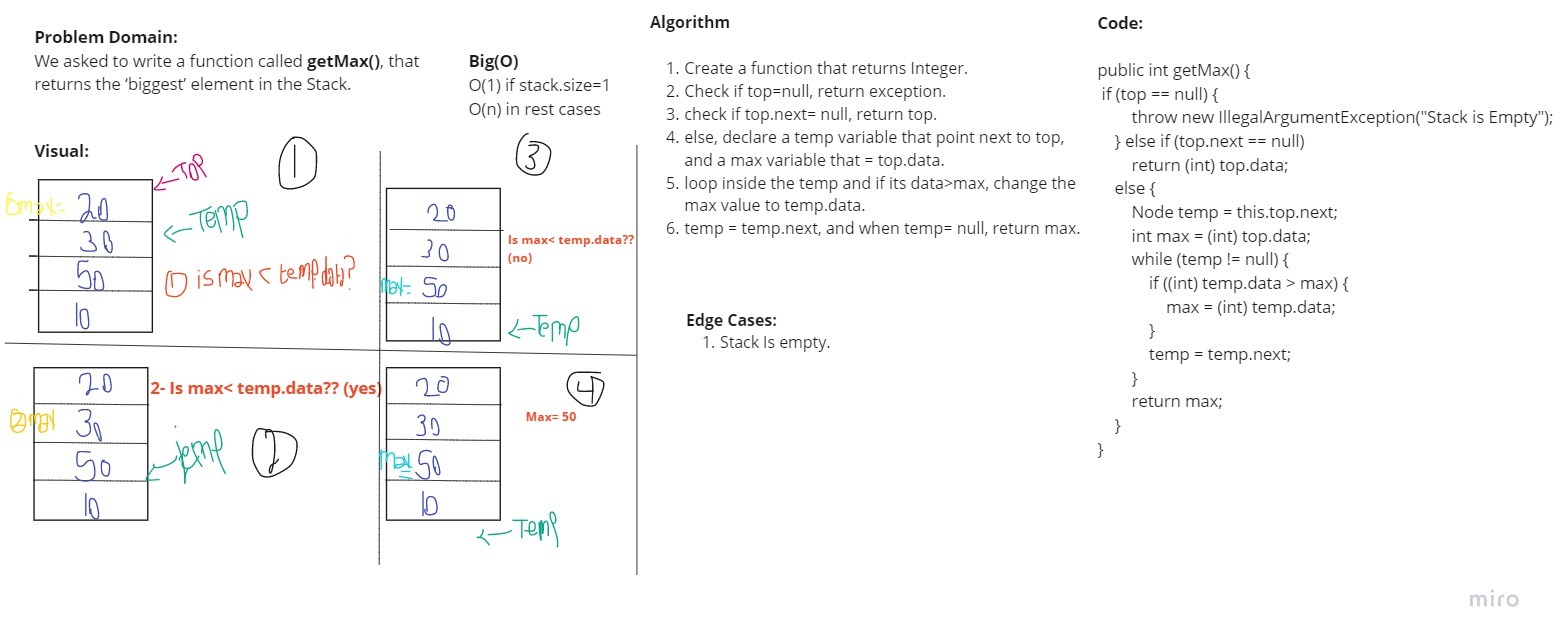 Problem Domain:
We asked to write a function called getMax(), that
returns the ‘biggest’ element in the Stack.
Big(O)
O(1) if stack.size=1
O(n) in rest cases
Visual:
1
TOP
max=
20
Temp
30
50
10
① is max < temp.data?
3
20
30
Is max< temp.data??
(no)
max=
50
10
Temp
2- Is max< temp.data?? (yes)
20
②max
30
temp
2
50
10
4
20
Max= 50
30
max
=
50
10
Temp
Algorithm
1. Create a function that returns Integer.
2. Check if top=null, return exception.
3. check if top.next= null, return top.
4. else, declare a temp variable that point next to top,
and a max variable that = top.data.
5. loop inside the temp and if its data>max, change the
max value to temp.data.
6. temp = temp.next, and when temp= null, return max.
Edge Cases:
1. Stack Is empty.
Code:
public int getMax() {
if (top == null) {
throw new IllegalArgumentException("Stack is Empty");
} else if (top.next == null)
return (int) top.data;
else {
Node temp = this.top.next;
int max = (int) top.data;
while (temp != null) {
if ((int) temp.data > max) {
max = (int) temp.data;
}
temp = temp.next;
}
return max;
}
}
miro